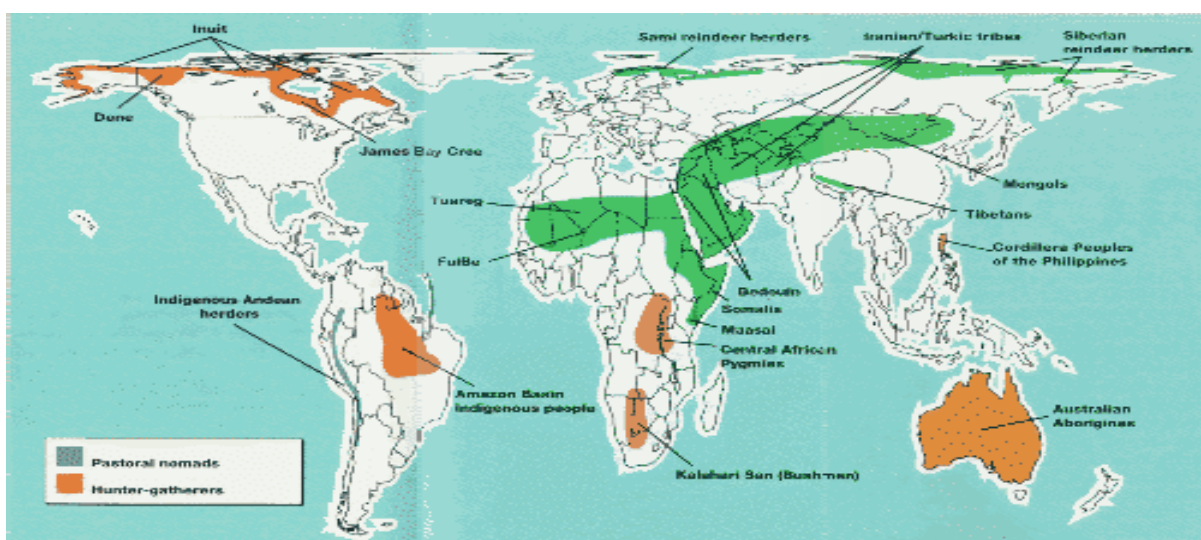 Inuit
Sami reindeer herders
Iranian/Turkic tribes
Siberian
reindeer herders
Dene
James Bay Cree
Mongols
Tuareg
Tibetans
FulBe
Cordillera Peoples
of the Philippines
Bedouin
Indigenous Andean
herders
Somalis
Maasai
Central African
Pygmies
Amazon Basin
Indigenous people
Australian
Aborigines
Pastoral nomads
Kalahari San (Bushmen)
Hunter-gatherers